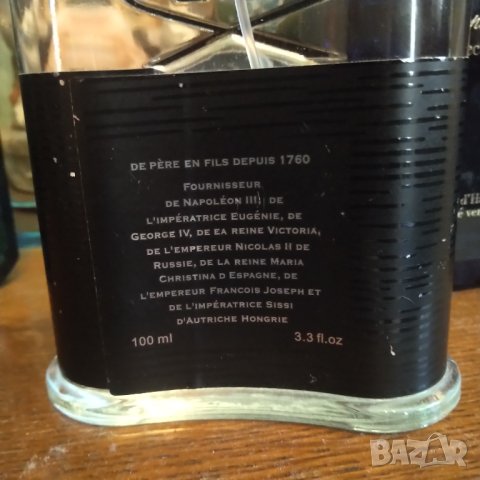 DE PÈRE EN FILS DEPUIS 1760
FOURNISSEUR
DE NAPOLÉON III, DE
L'IMPÉRATRICE EUGÉNIE, DE
GEORGE IV, DE EA REINE VICTORIA,
DE L'EMPEREUR NICOLAS II DE
RUSSIE, DE LA REINE MARIA
CHRISTINA D ESPAGNE, DE
L'EMPEREUR FRANCOIS JOSEPH ET
DE L'IMPÉRATRICE SISSI
D'AUTRICHE HONGRIE
100 ml 3.3 fl.oz
BAZAR